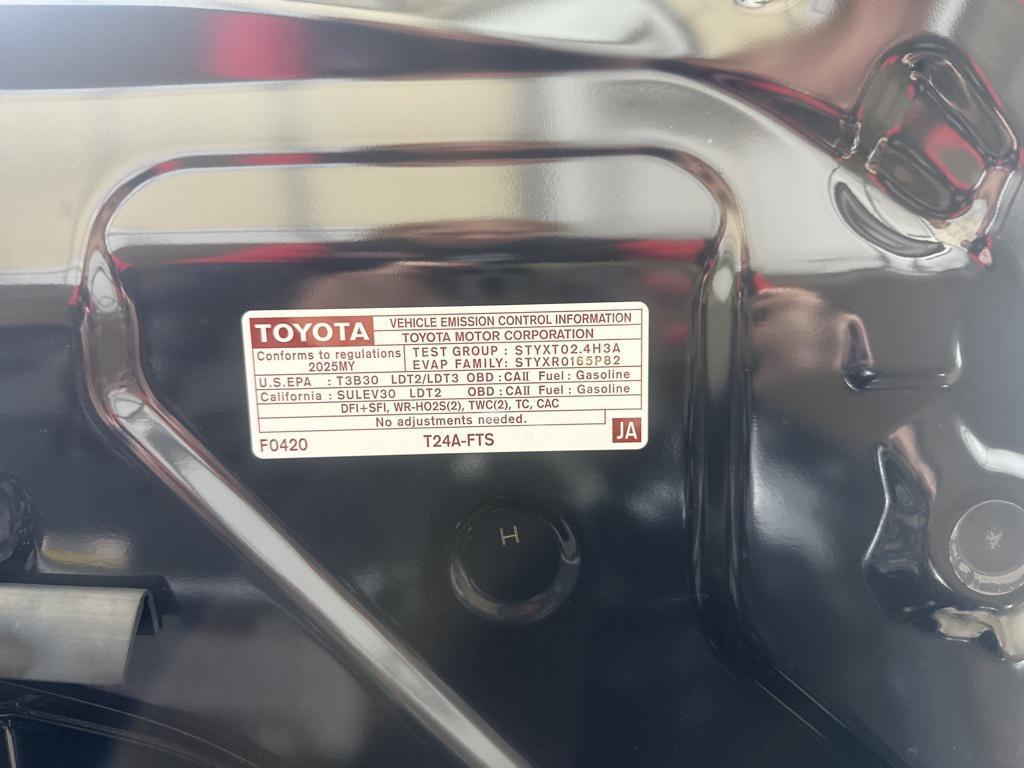 TOYOTA
VEHICLE EMISSION CONTROL INFORMATION
TOYOTA MOTOR CORPORATION
Conforms to regulations
2025MY
TEST GROUP : STYXT02.4H3A
EVAP FAMILY: STYXR0165P82
U.S.EPA : T3B30 LDT2/LDT3 OBD : CAII Fuel : Gasoline
California : SULEV30 LDT2 OBD : CAII Fuel : Gasoline
DFI+SFI, WR-HO2S(2), TWC(2), TC, CAC
No adjustments needed.
F0420 T24A-FTS JA
H